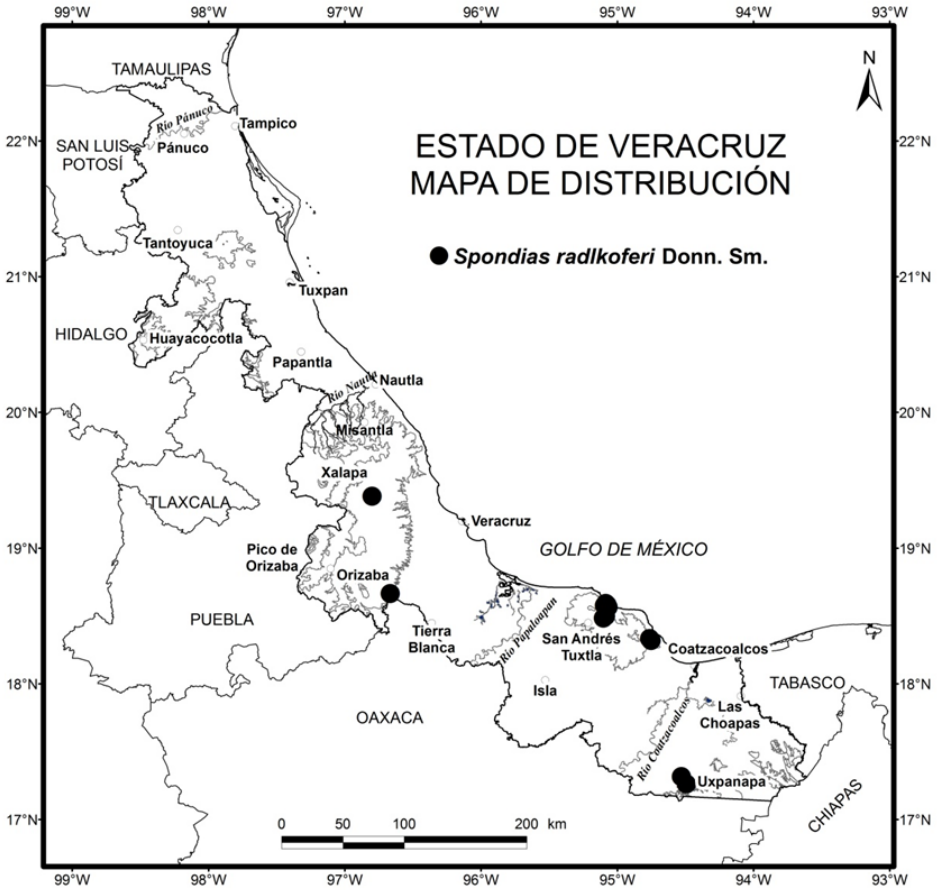 99°W 98°W 97°W 96°W 95°W 94°W 93°W
N
TAMAULIPAS
Río Pánuco
Tampico
22°N 22°N
SAN LUIS
POTOSÍ
Pánuco
ESTADO DE VERACRUZ
MAPA DE DISTRIBUCIÓN
Tantoyuca
Spondias radlkoferi Donn. Sm.
21°N 21°N
Tuxpan
HIDALGO
Huayacocotla
Papantla
Río Nautla
Nautla
20°N 20°N
Misantla
Xalapa
TLAXCALA
Veracruz
19°N 19°N
GOLFO DE MÉXICO
Pico de
Orizaba
Orizaba
PUEBLA
Río Papaloapan
Tierra
Blanca
San Andrés
Tuxtla
Coatzacoalcos
18°N 18°N
TABASCO
Isla
OAXACA
Las
Choapas
Río Coatzacoalcos
Uxpanapa
CHIAPAS
17°N 17°N
0 50 100 200 km
99°W 98°W 97°W 96°W 95°W 94°W 93°W